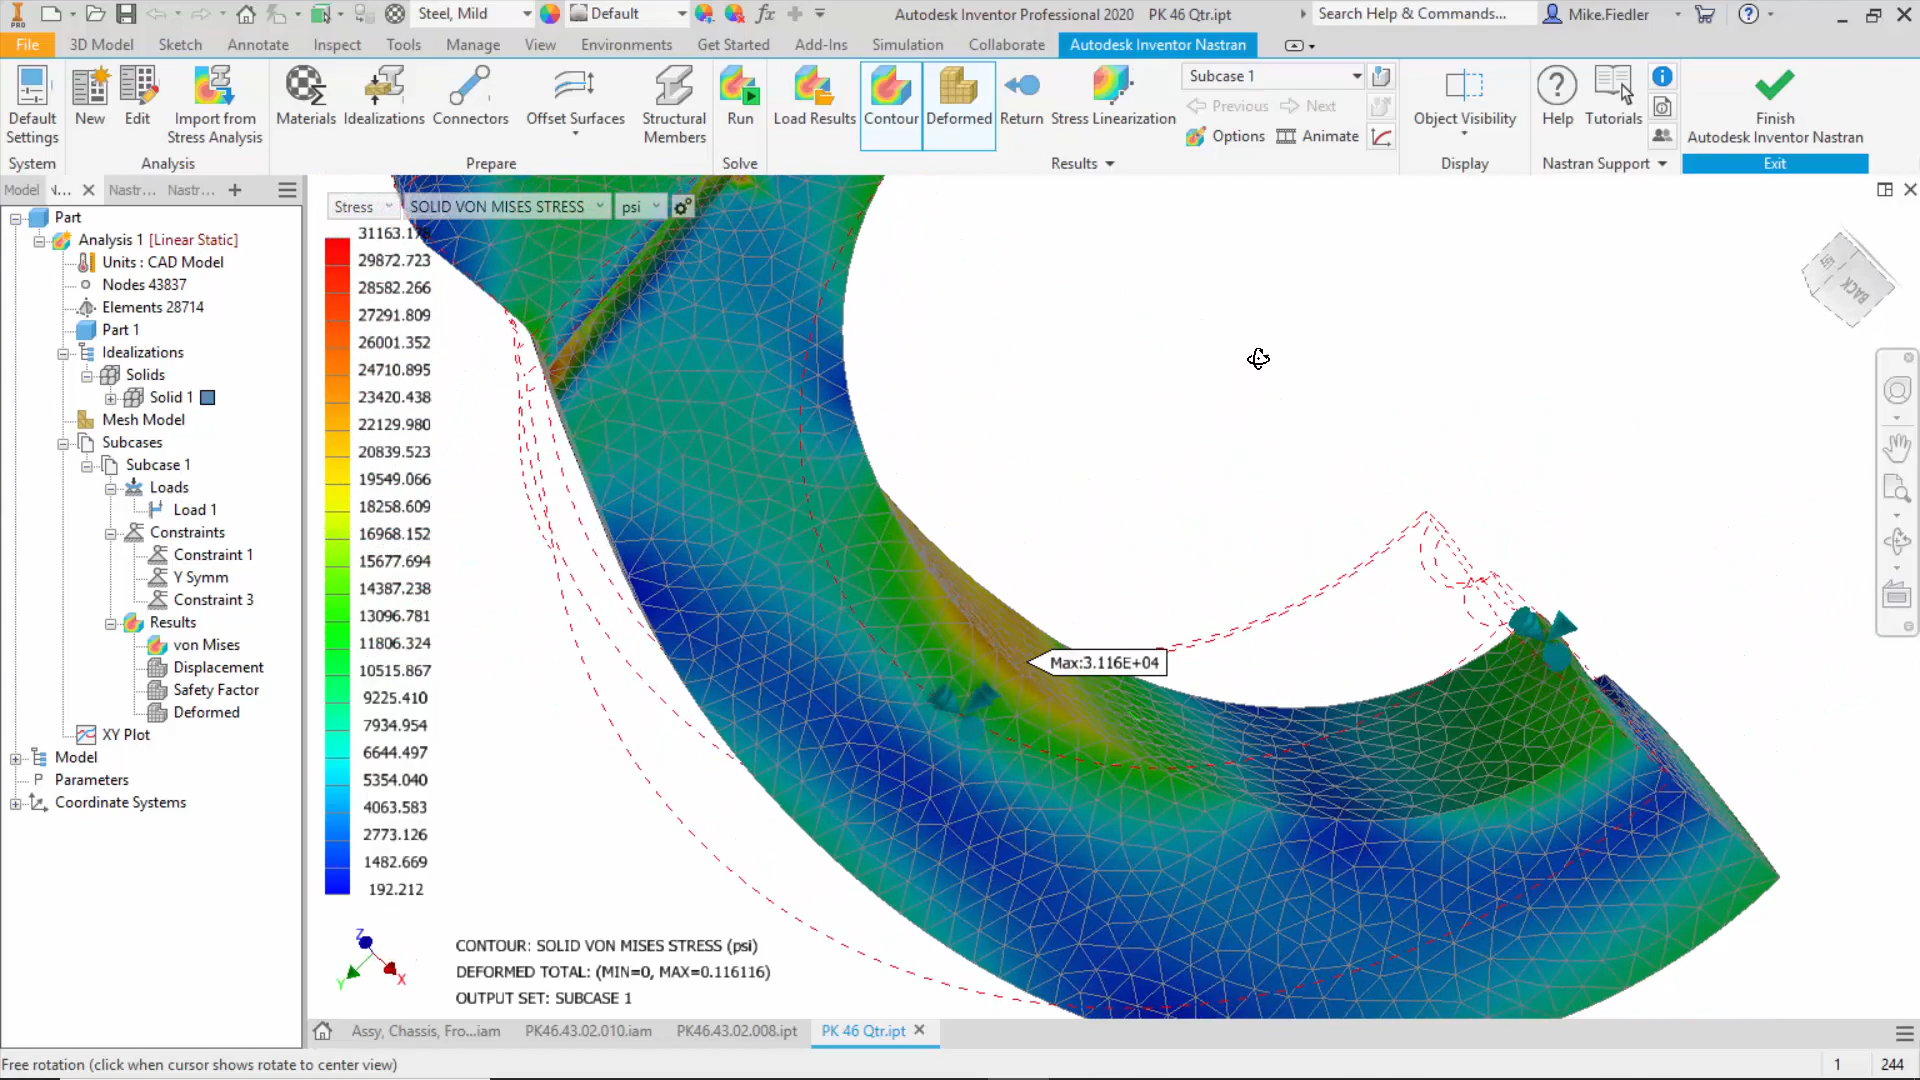 PRO
Steel, Mild
Default
fx
Autodesk Inventor Professional 2020 PK 46 Qtr.ipt
Search Help & Commands...
Mike.Fiedler
File
3D Model
Sketch
Annotate
Inspect
Tools
Manage
View
Environments
Get Started
Add-Ins
Simulation
Collaborate
Autodesk Inventor Nastran
Default Settings
New
Edit
Import from Stress Analysis
Materials
Idealizations
Connectors
Offset Surfaces
Structural Members
Run
Load Results
Contour
Deformed
Return
Stress Linearization
Subcase 1
Previous
Next
Options
Animate
Object Visibility
Help
Tutorials
Finish Autodesk Inventor Nastran
System
Analysis
Prepare
Solve
Results
Display
Nastran Support
Exit
Model
N...
Nastr...
Nastr...
Part
Analysis 1 [Linear Static]
Units : CAD Model
Nodes 43837
Elements 28714
Part 1
Idealizations
Solids
Solid 1
Mesh Model
Subcases
Subcase 1
Loads
Load 1
Constraints
Constraint 1
Y Symm
Constraint 3
Results
von Mises
Displacement
Safety Factor
Deformed
XY Plot
Model
P Parameters
Coordinate Systems
Stress
SOLID VON MISES STRESS
psi
31163.178
29872.723
28582.266
27291.809
26001.352
24710.895
23420.438
22129.980
20839.523
19549.066
18258.609
16968.152
15677.694
14387.238
13096.781
11806.324
10515.867
9225.410
7934.954
6644.497
5354.040
4063.583
2773.126
1482.669
192.212
Max:3.116E+04
BACK
Z
Y
X
CONTOUR: SOLID VON MISES STRESS (psi)
DEFORMED TOTAL: (MIN=0, MAX=0.116116)
OUTPUT SET: SUBCASE 1
Assy, Chassis, Fro...iam
PK46.43.02.010.iam
PK46.43.02.008.ipt
PK 46 Qtr.ipt
Free rotation (click when cursor shows rotate to center view)
1
244